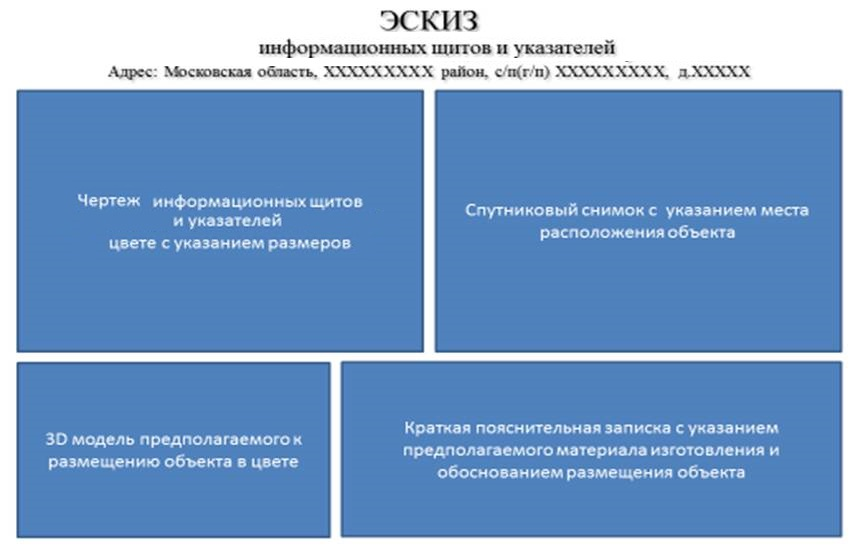 ЭСКИЗ
информационных щитов и указателей
Адрес: Московская область, ХХХХХХХХХ район, с/п(г/п) ХХХХХХХХХ, д.ХХХХХ
Чертеж информационных щитов
и указателей
цвете с указанием размеров
Спутниковый снимок с указанием места
расположения объекта
3D модель предполагаемого к
размещению объекта в цвете
Краткая пояснительная записка с указанием
предполагаемого материала изготовления и
обоснованием размещения объекта